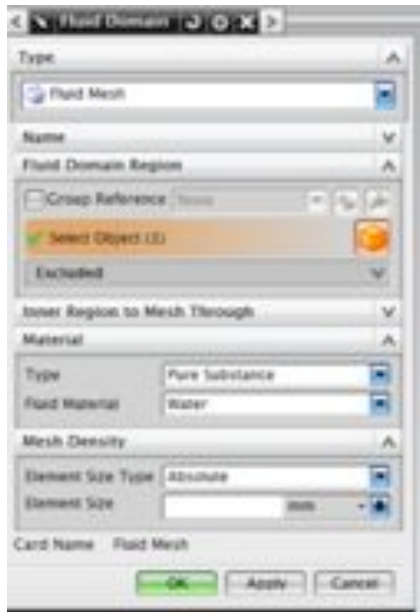 Fluid Domain
Type
Fluid Mesh
Name
Fluid Domain Region
Group Reference None
Select Object (1)
Excluded
Inner Region to Mesh Through
Material
Type Pure Substance
Fluid Material Water
Mesh Density
Element Size Type Absolute
Element Size mm
Card Name Fluid Mesh
OK Apply Cancel